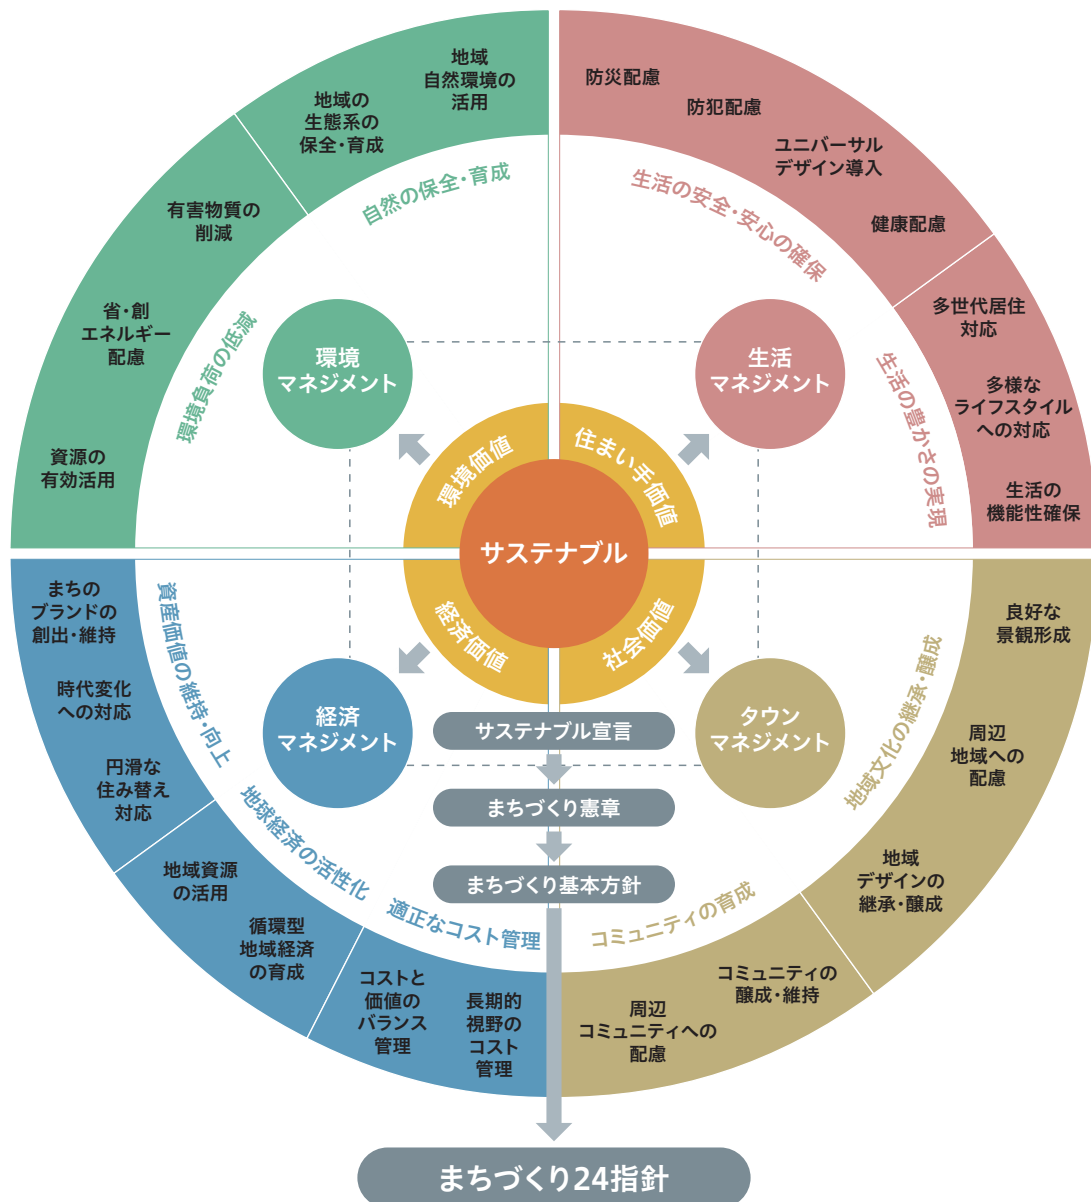 地域
自然環境の
活用
地域の
生態系の
保全・育成
有害物質の
削減
省・創
エネルギー
配慮
資源の
有効活用
自然の保全・育成
環境負荷の低減
環境
マネジメント
防災配慮
防犯配慮
ユニバーサル
デザイン導入
健康配慮
多世代居住
対応
多様な
ライフスタイル
への対応
生活の
機能性確保
生活の安全・安心の確保
生活の豊かさの実現
生活
マネジメント
環境価値
住まい手価値
サステナブル
経済価値
社会価値
まちの
ブランドの
創出・維持
時代変化
への対応
円滑な
住み替え
対応
地域資源
の活用
循環型
地域経済
の育成
コストと
価値の
バランス
管理
長期的
視野の
コスト
管理
資産価値の維持・向上
地球経済の活性化
適正なコスト管理
経済
マネジメント
タウン
マネジメント
良好な
景観形成
周辺
地域への
配慮
地域
デザインの
継承・醸成
コミュニティの
醸成・維持
周辺
コミュニティへの
配慮
地域文化の継承・醸成
コミュニティの育成
サステナブル宣言
まちづくり憲章
まちづくり基本方針
まちづくり24指針